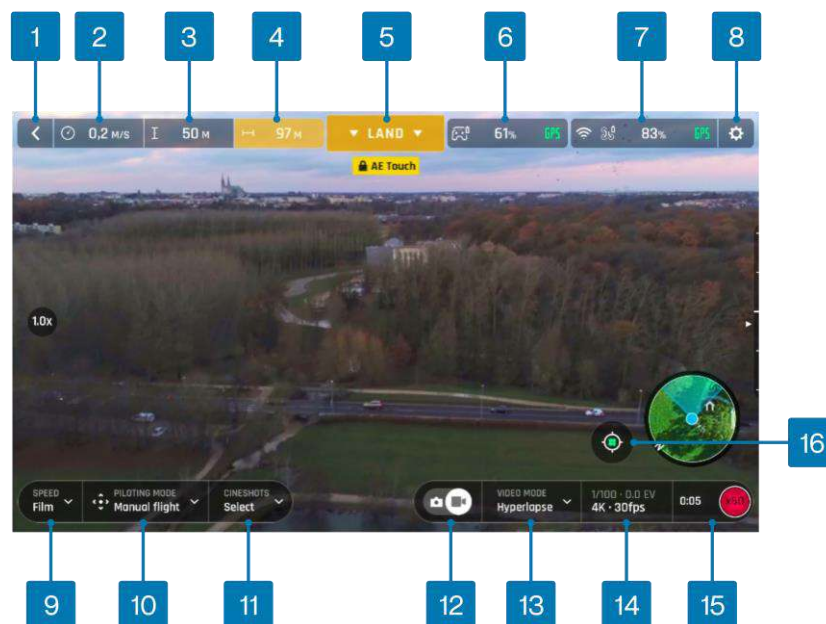 1 2 3 4 5 6 7 8
0,2 M/S 50 M 97 M LAND 61% GPS 83% GPS
AE Touch
1.0x
16
SPEED PILOTING MODE CINESHOTS VIDEO MODE 1/100 · 0.0 EV
Film Manual flight Select Hyperlapse 4K · 30fps 0:05 x60
9 10 11 12 13 14 15